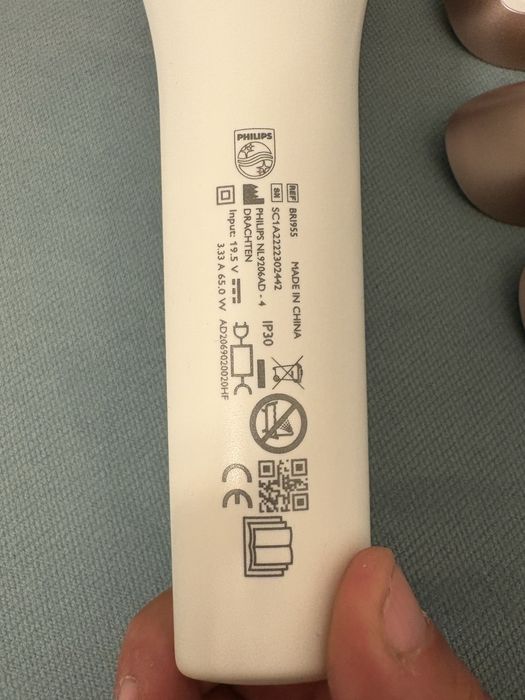 PHILIPS
REF BRI955 MADE IN CHINA
SN SC1A2222302442
PHILIPS NL9206AD - 4 IP30
DRACHTEN
Input: 19.5 V
3.33 A 65.0 W AD2069020020HF
CE